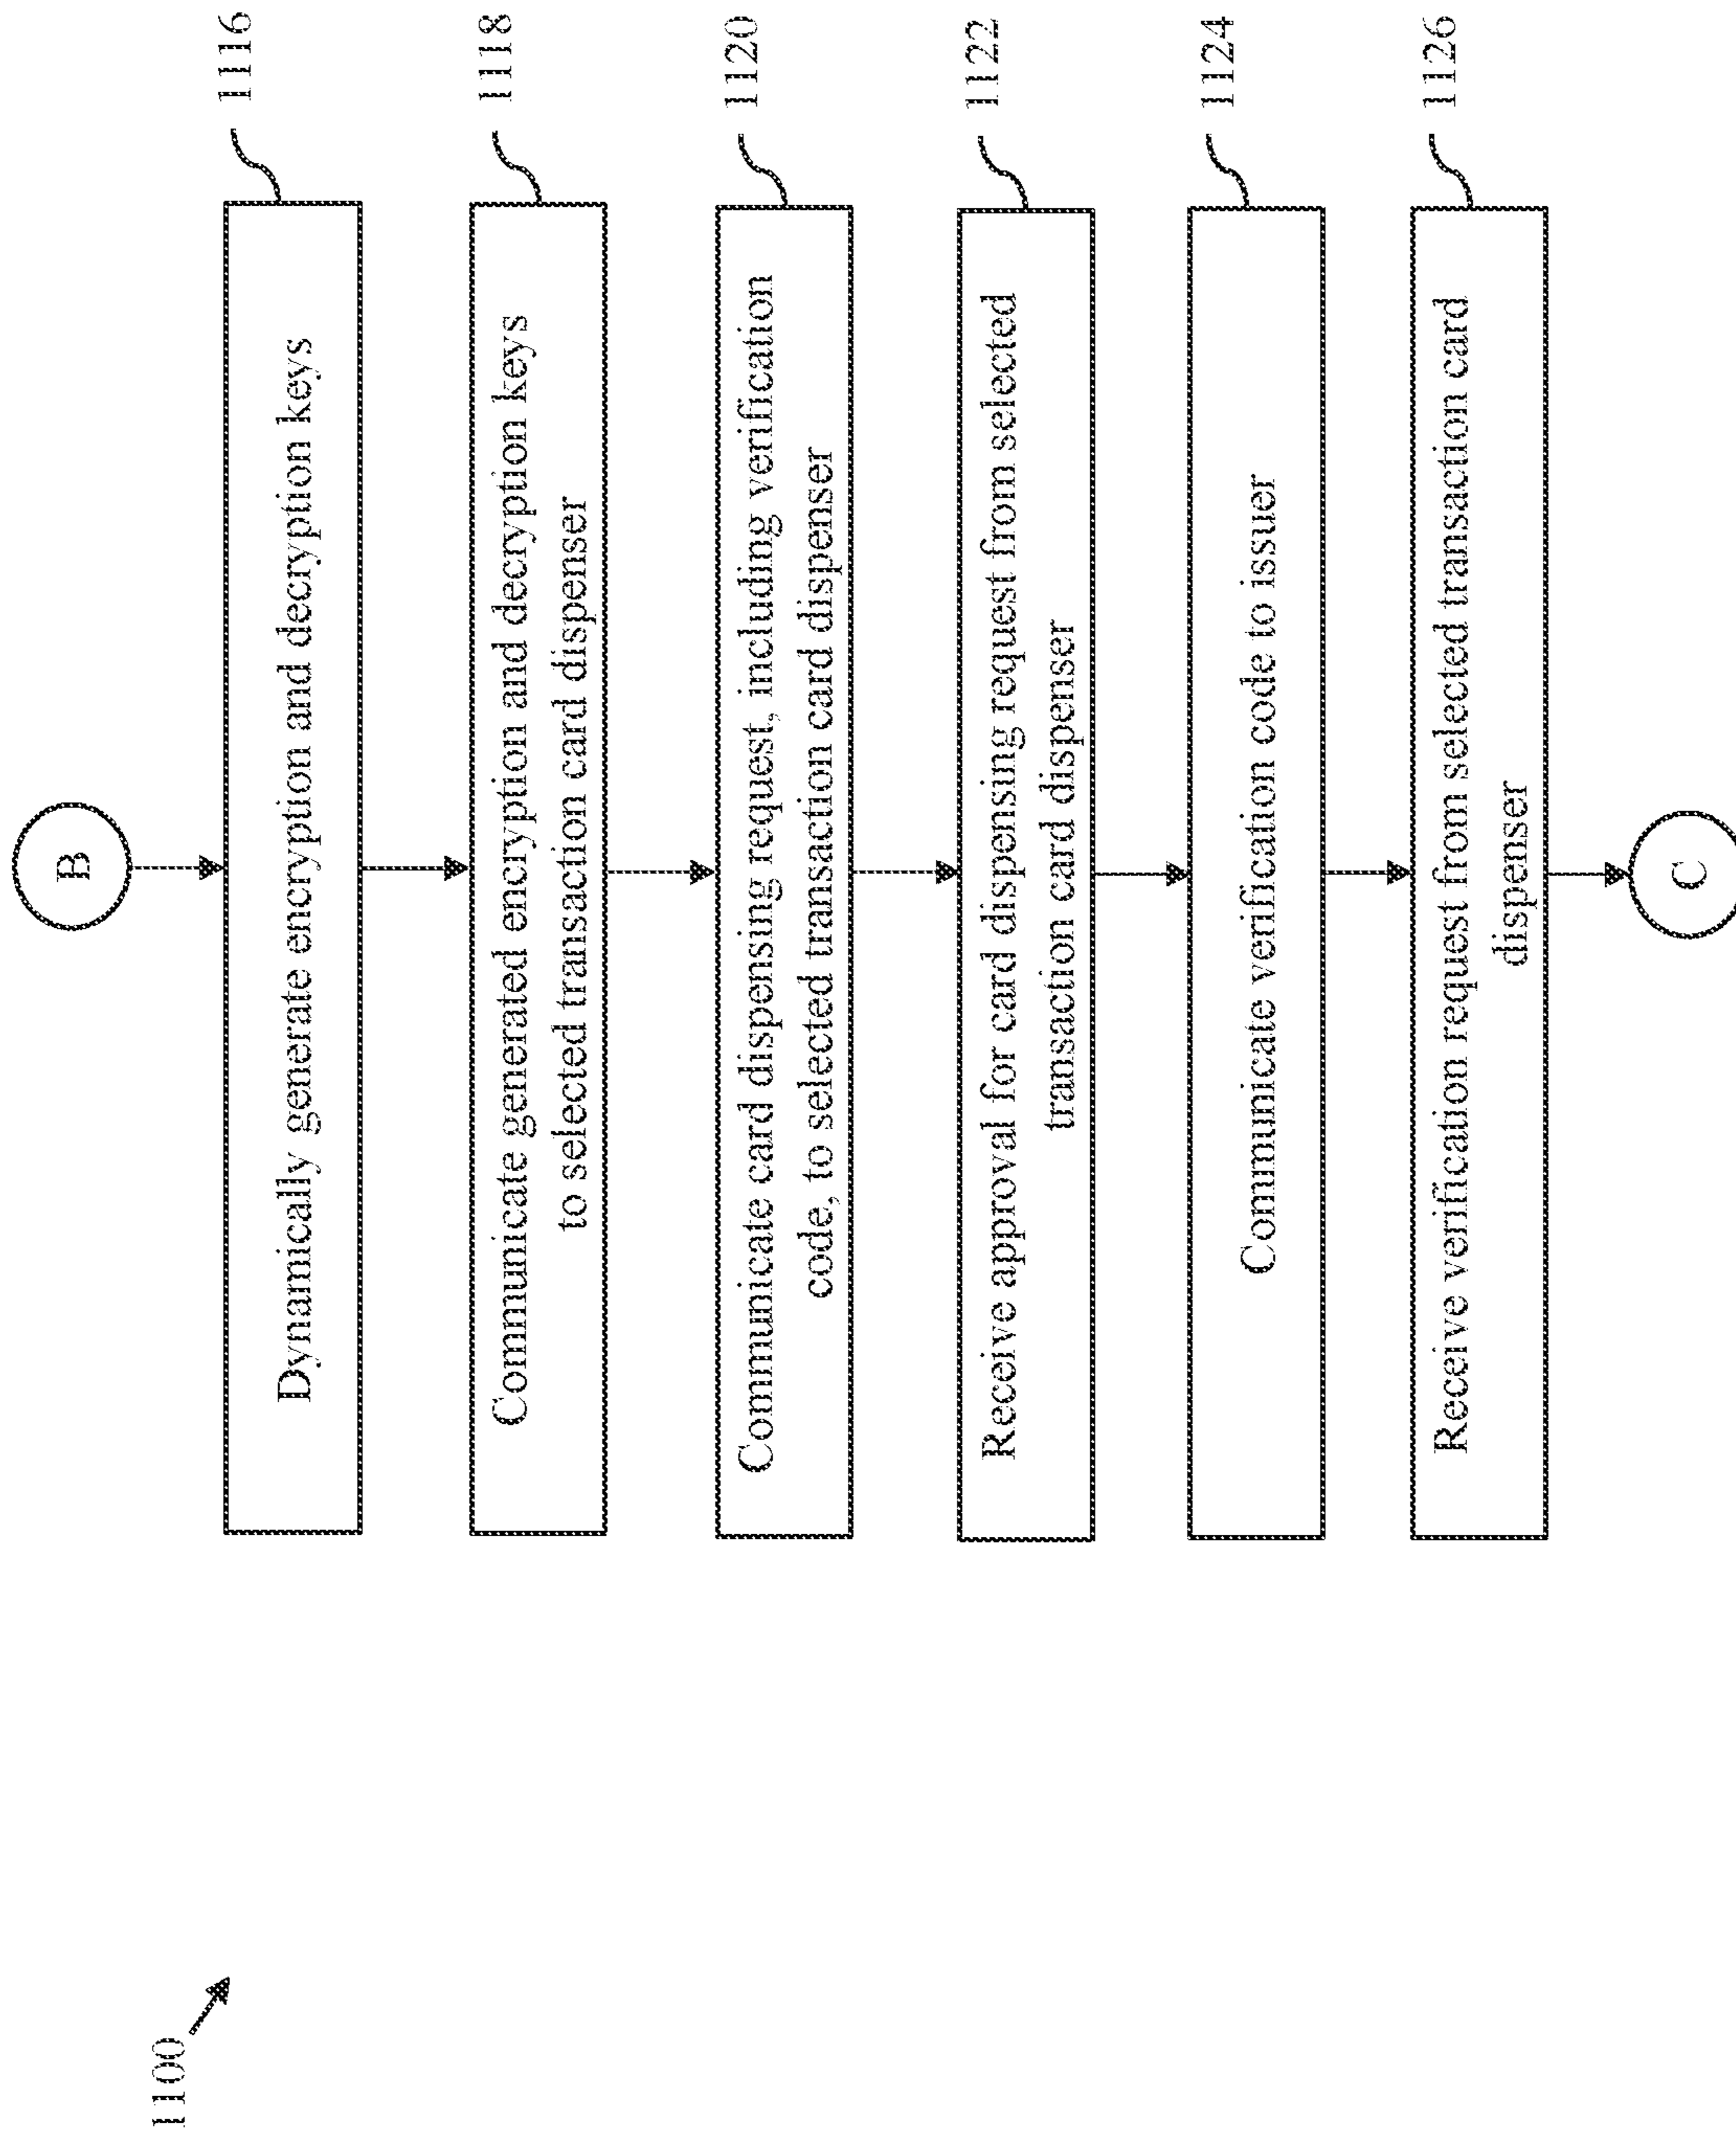 1100
B
Dynamically generate encryption and decryption keys
1116
Communicate generated encryption and decryption keys
to selected transaction card dispenser
1118
Communicate card dispensing request, including verification
code, to selected transaction card dispenser
1120
Receive approval for card dispensing request from selected
transaction card dispenser
1122
Communicate verification code to issuer
1124
Receive verification request from selected transaction card
dispenser
1126
C